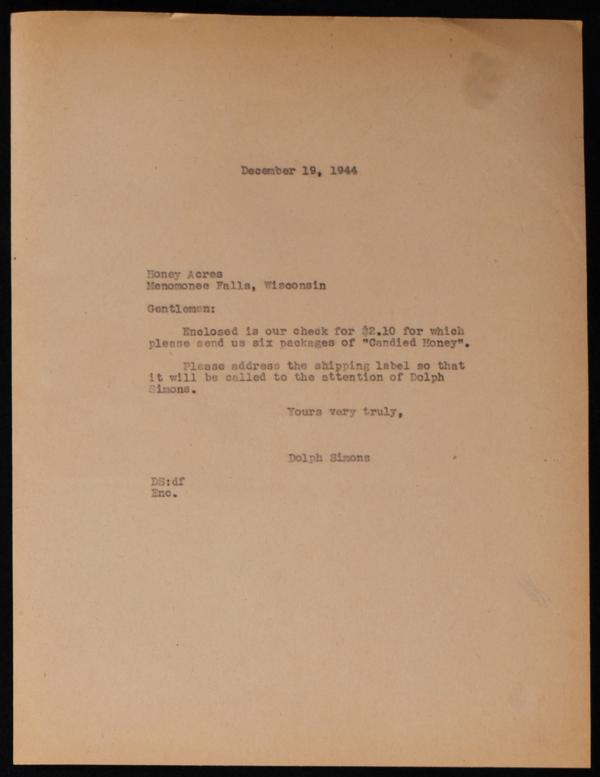 December 19, 1944
Honey Acres
Menomonee Falls, Wisconsin
Gentlemen:
Enclosed is our check for $2.10 for which
please send us six packages of "Candied Honey".
Please address the shipping label so that
it will be called to the attention of Dolph
Simons.
Yours very truly,
Dolph Simons
DS:df
Enc.